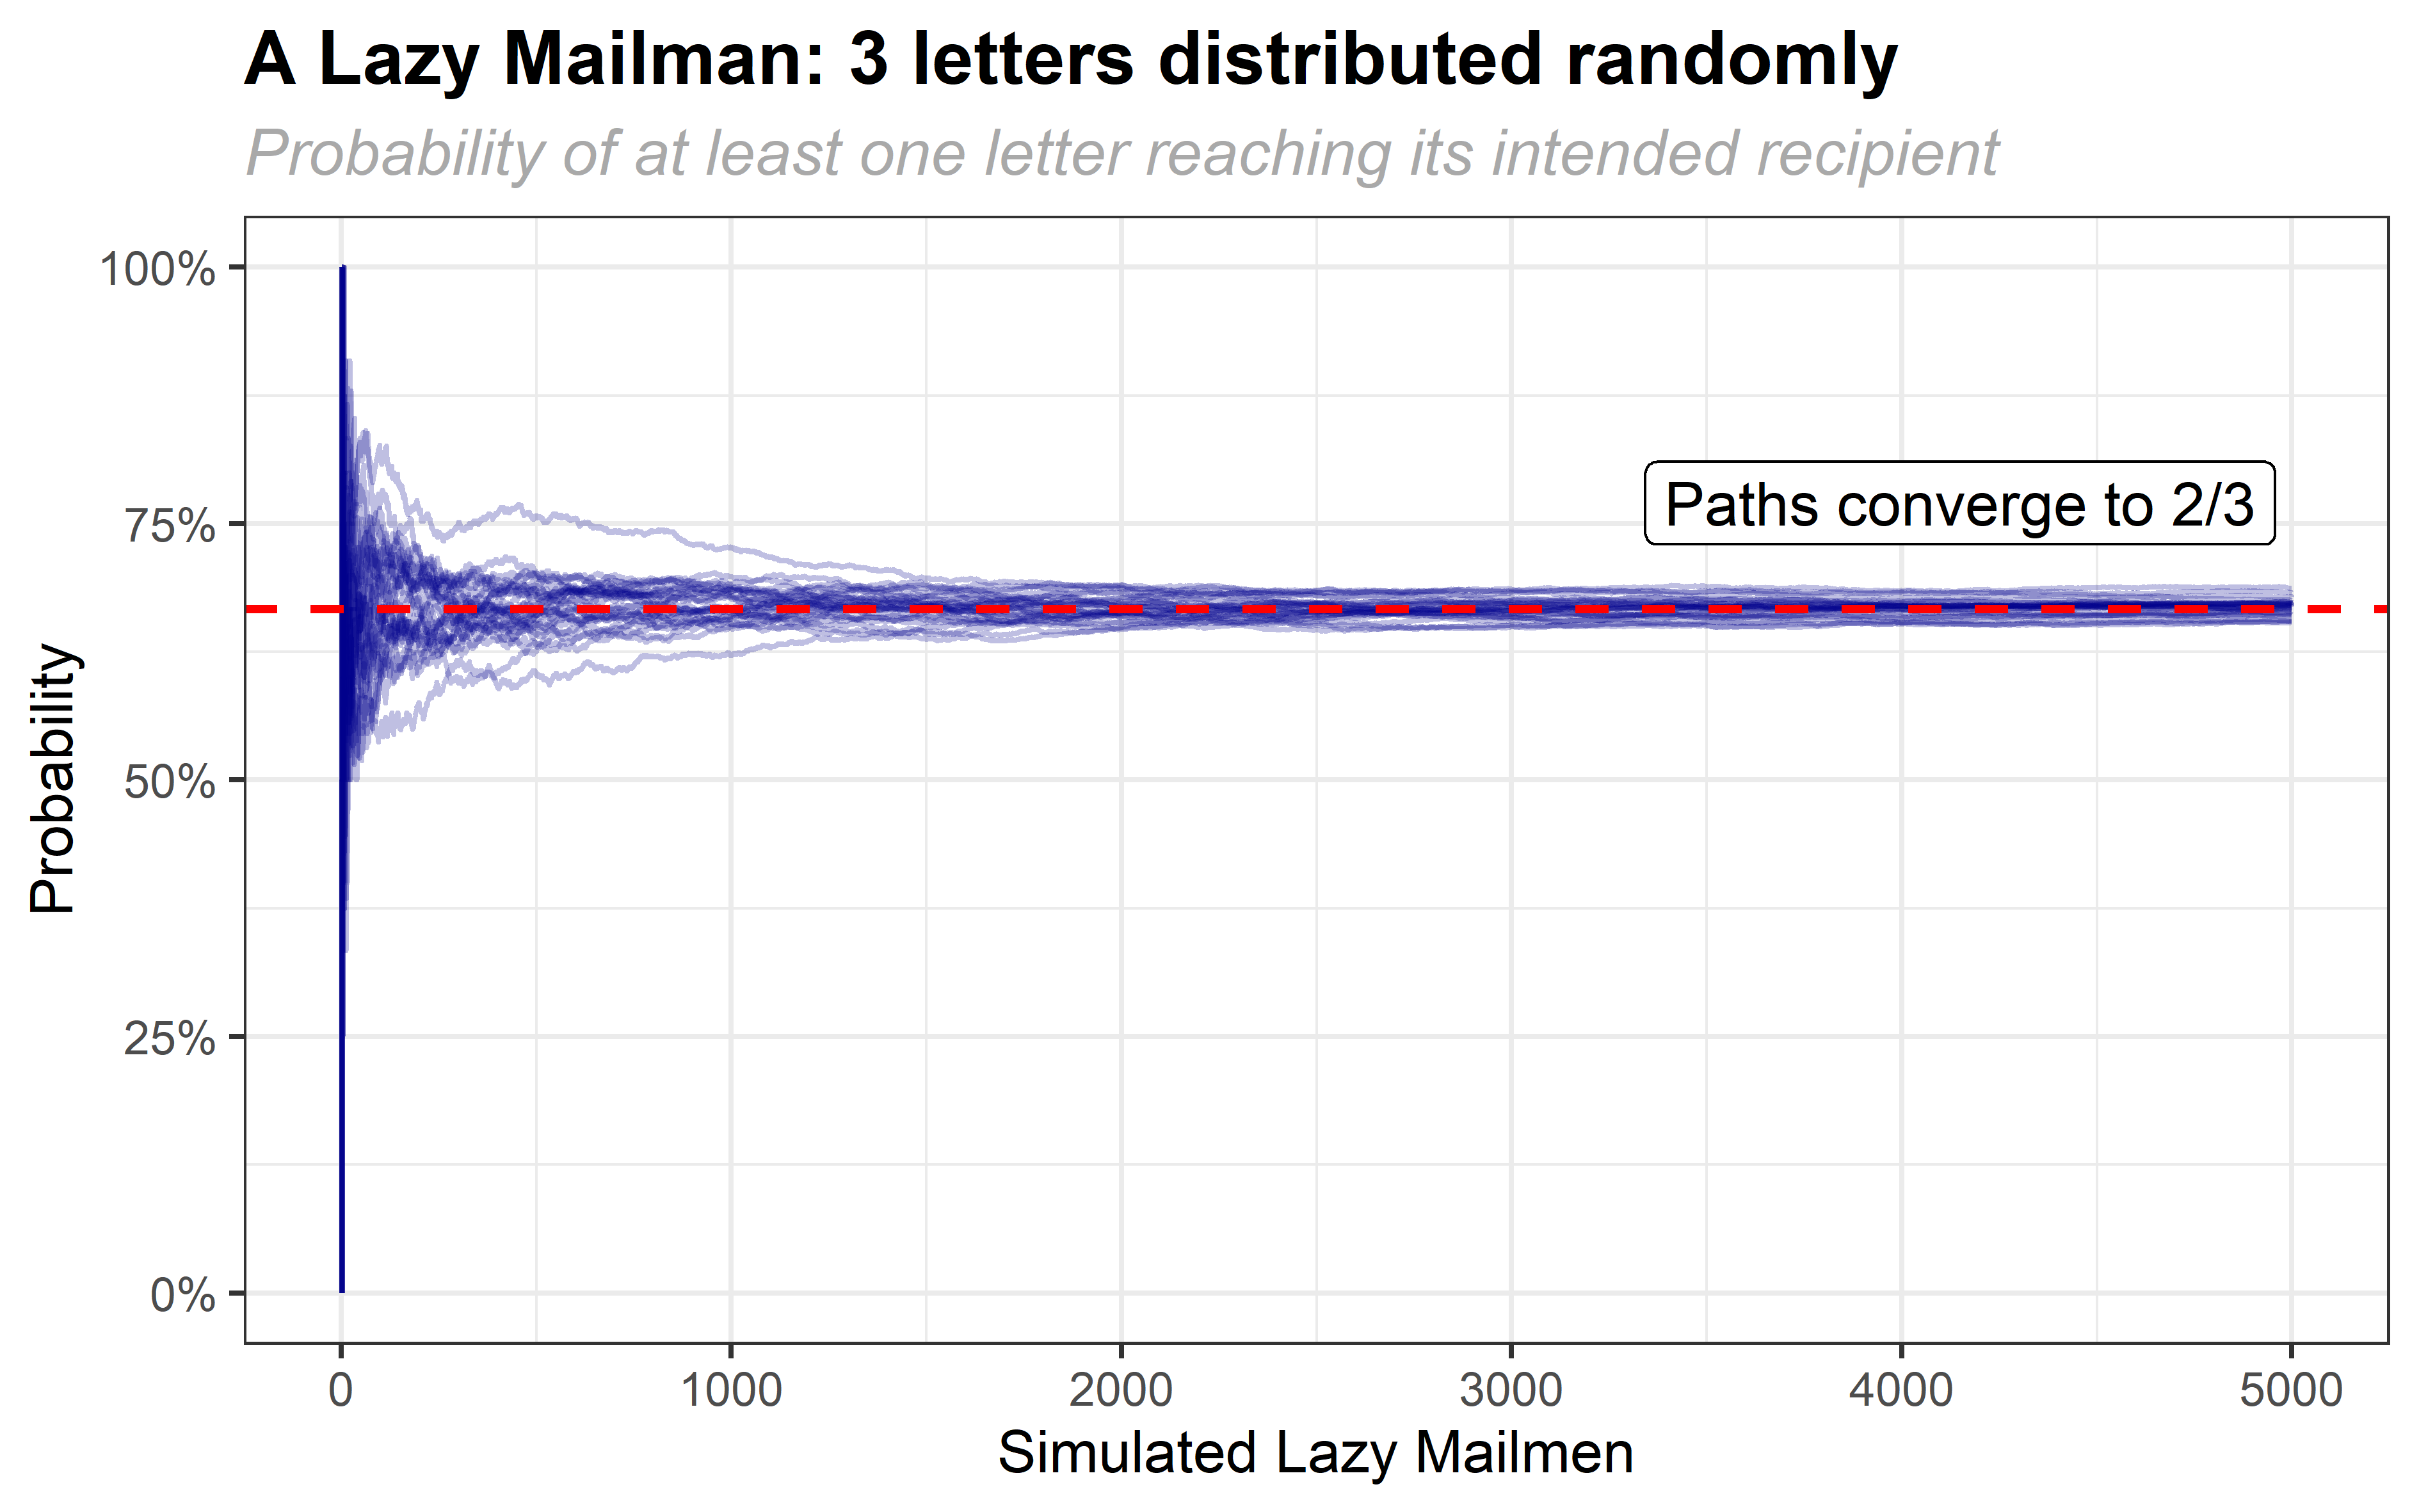 A Lazy Mailman: 3 letters distributed randomly
Probability of at least one letter reaching its intended recipient
100%
75%
50%
25%
0%
Probability
Paths converge to 2/3
0
1000
2000
3000
4000
5000
Simulated Lazy Mailmen